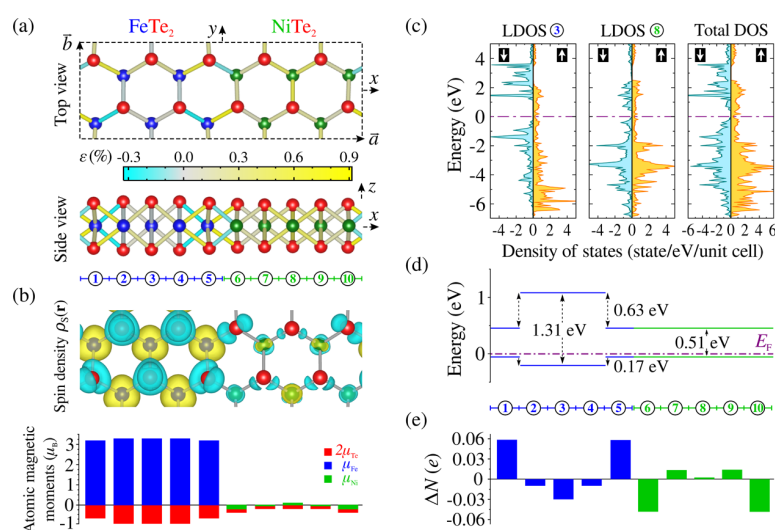 (a)
FeTe2
y
NiTe2
b̄
Top view
x
ā
ε(%)
-0.3 0.0 0.3 0.6 0.9
z
Side view
x
1 2 3 4 5 6 7 8 9 10
(b)
Spin density ρS(r)
Atomic magnetic
moments (μB)
3
2
1
0
-1
2μTe
μFe
μNi
(c)
LDOS 3
LDOS 8
Total DOS
Energy (eV)
4
2
0
-2
-4
-6
-4 -2 0 2 4
-4 -2 0 2 4
-6 -4 -2 0 2 4 6
Density of states (state/eV/unit cell)
(d)
Energy (eV)
1
0
0.63 eV
1.31 eV
0.51 eV
EF
0.17 eV
1 2 3 4 5 6 7 8 9 10
(e)
ΔN (e)
0.06
0.03
0.00
-0.03
-0.06